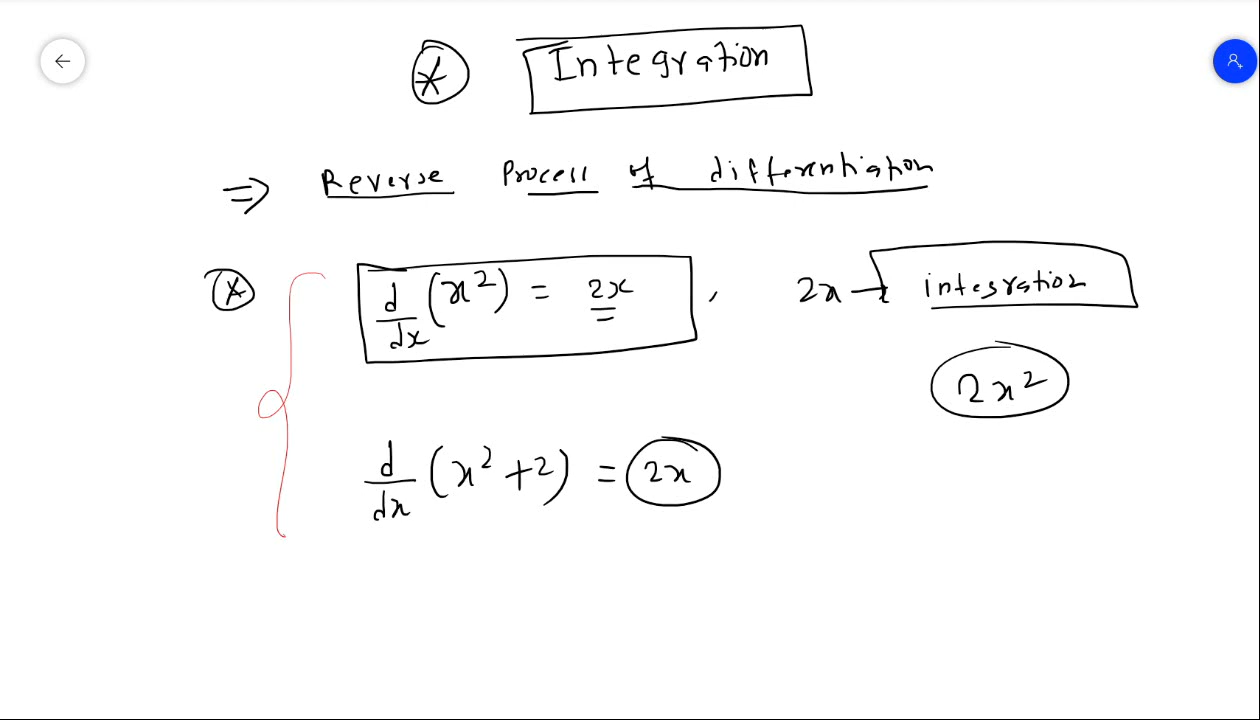 Integration
⇒ Reverse Process of differentiation
d/dx (x²) = 2x , 2x → integration
2x²
d/dx (x² + 2) = 2x